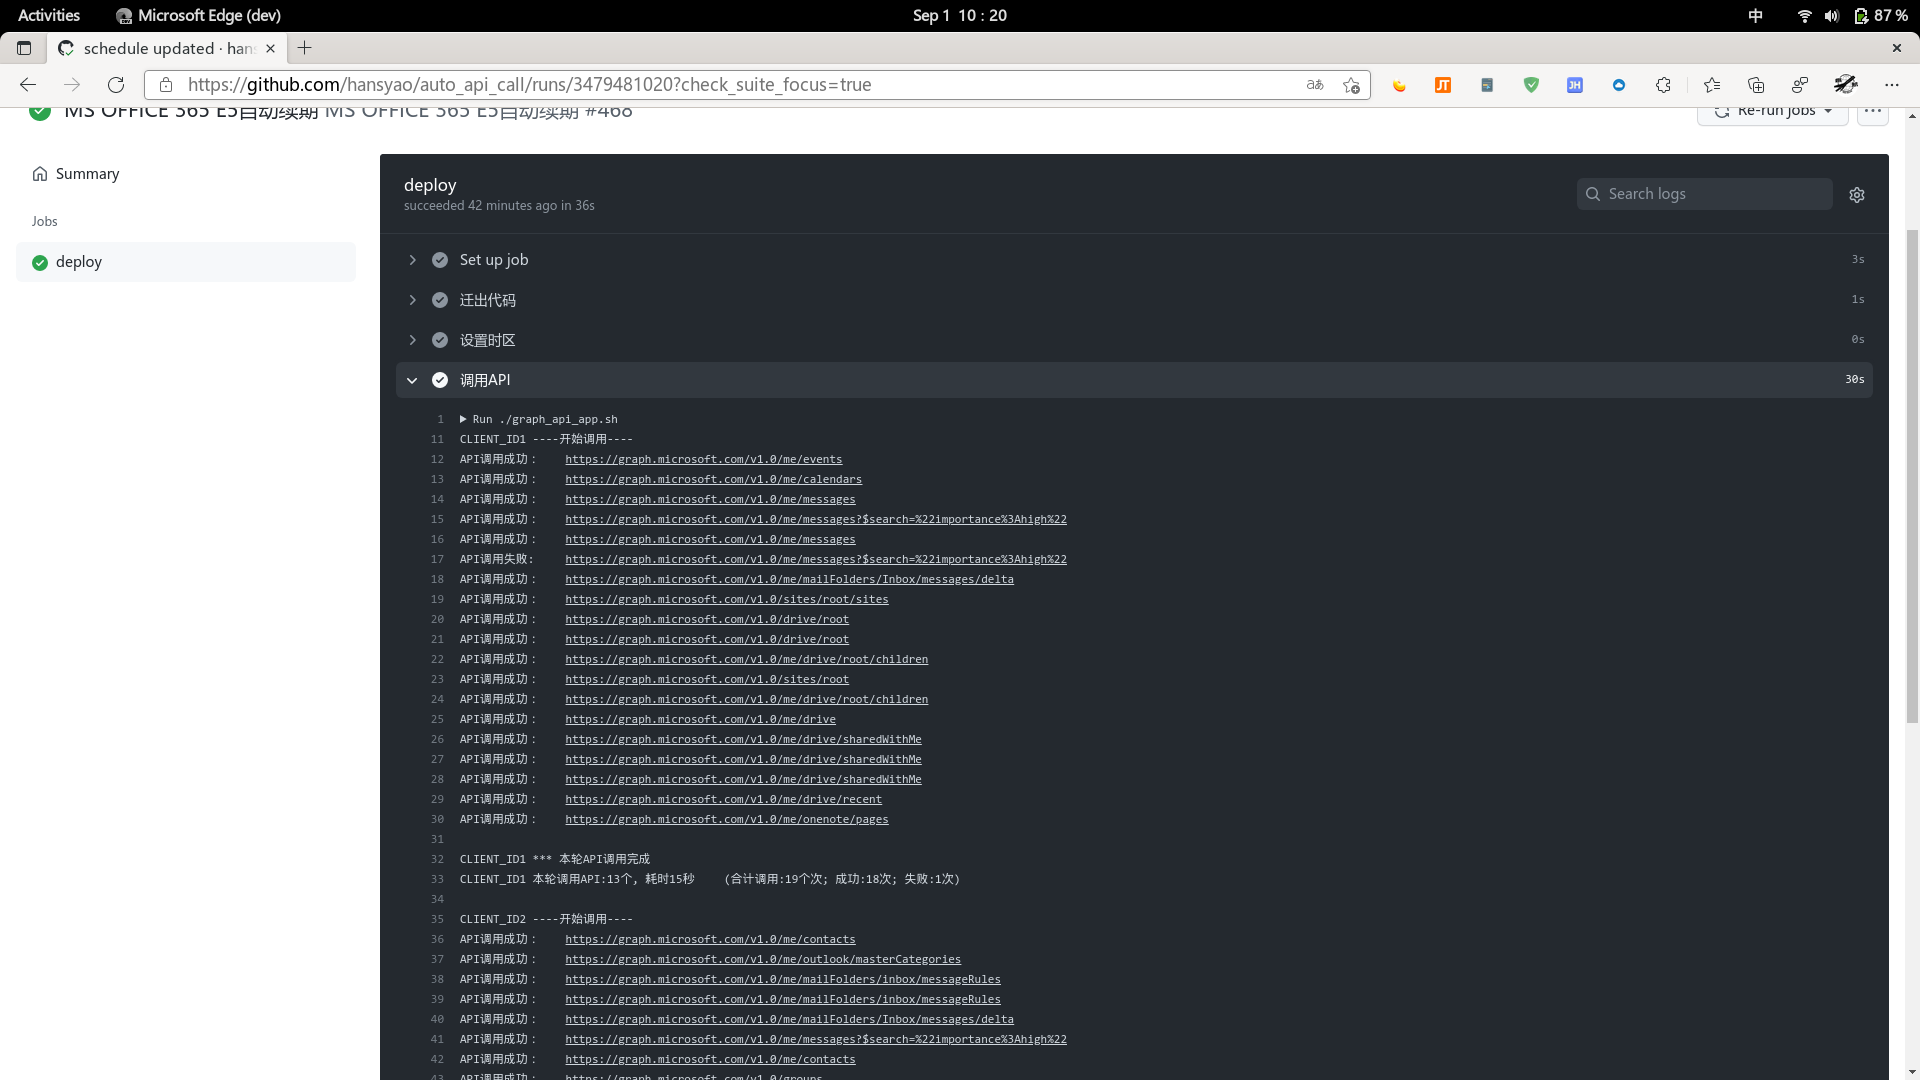 Activities
Microsoft Edge (dev)
Sep 1 10 : 20
中
87 %
schedule updated · han
https://github.com/hansyao/auto_api_call/runs/3479481020?check_suite_focus=true
MS OFFICE 365 E5自动续期 MS OFFICE 365 E5自动续期 #468
Re-run jobs
Summary
Jobs
deploy
deploy
succeeded 42 minutes ago in 36s
Search logs
Set up job 3s
迁出代码 1s
设置时区 0s
调用API 30s
1 Run ./graph_api_app.sh
11 CLIENT_ID1 ----开始调用----
12 API调用成功： https://graph.microsoft.com/v1.0/me/events
13 API调用成功： https://graph.microsoft.com/v1.0/me/calendars
14 API调用成功： https://graph.microsoft.com/v1.0/me/messages
15 API调用成功： https://graph.microsoft.com/v1.0/me/messages?$search=%22importance%3Ahigh%22
16 API调用成功： https://graph.microsoft.com/v1.0/me/messages
17 API调用失败: https://graph.microsoft.com/v1.0/me/messages?$search=%22importance%3Ahigh%22
18 API调用成功： https://graph.microsoft.com/v1.0/me/mailFolders/Inbox/messages/delta
19 API调用成功： https://graph.microsoft.com/v1.0/sites/root/sites
20 API调用成功： https://graph.microsoft.com/v1.0/drive/root
21 API调用成功： https://graph.microsoft.com/v1.0/drive/root
22 API调用成功： https://graph.microsoft.com/v1.0/me/drive/root/children
23 API调用成功： https://graph.microsoft.com/v1.0/sites/root
24 API调用成功： https://graph.microsoft.com/v1.0/me/drive/root/children
25 API调用成功： https://graph.microsoft.com/v1.0/me/drive
26 API调用成功： https://graph.microsoft.com/v1.0/me/drive/sharedWithMe
27 API调用成功： https://graph.microsoft.com/v1.0/me/drive/sharedWithMe
28 API调用成功： https://graph.microsoft.com/v1.0/me/drive/sharedWithMe
29 API调用成功： https://graph.microsoft.com/v1.0/me/drive/recent
30 API调用成功： https://graph.microsoft.com/v1.0/me/onenote/pages
31
32 CLIENT_ID1 *** 本轮API调用完成
33 CLIENT_ID1 本轮调用API:13个, 耗时15秒 (合计调用:19个次; 成功:18次; 失败:1次)
34
35 CLIENT_ID2 ----开始调用----
36 API调用成功： https://graph.microsoft.com/v1.0/me/contacts
37 API调用成功： https://graph.microsoft.com/v1.0/me/outlook/masterCategories
38 API调用成功： https://graph.microsoft.com/v1.0/me/mailFolders/inbox/messageRules
39 API调用成功： https://graph.microsoft.com/v1.0/me/mailFolders/inbox/messageRules
40 API调用成功： https://graph.microsoft.com/v1.0/me/mailFolders/Inbox/messages/delta
41 API调用成功： https://graph.microsoft.com/v1.0/me/messages?$search=%22importance%3Ahigh%22
42 API调用成功： https://graph.microsoft.com/v1.0/me/contacts
43 API调用成功： https://graph.microsoft.com/v1.0/groups